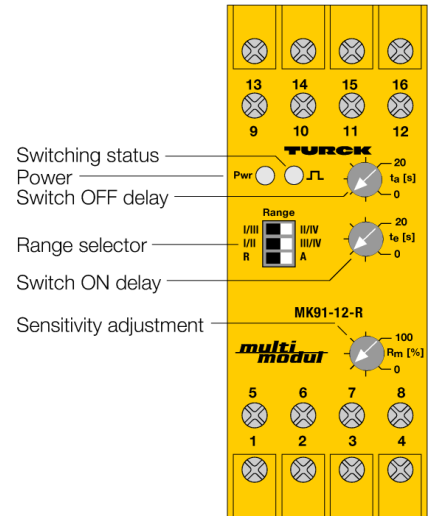 13 14 15 16
9 10 11 12
TURCK
Switching status
Power
Switch OFF delay
Pwr
20
ta [s]
0
Range
I/III II/IV
I/II III/IV
R A
Range selector
20
te [s]
0
Switch ON delay
MK91-12-R
Sensitivity adjustment
multi
modul
100
Rm [%]
0
5 6 7 8
1 2 3 4